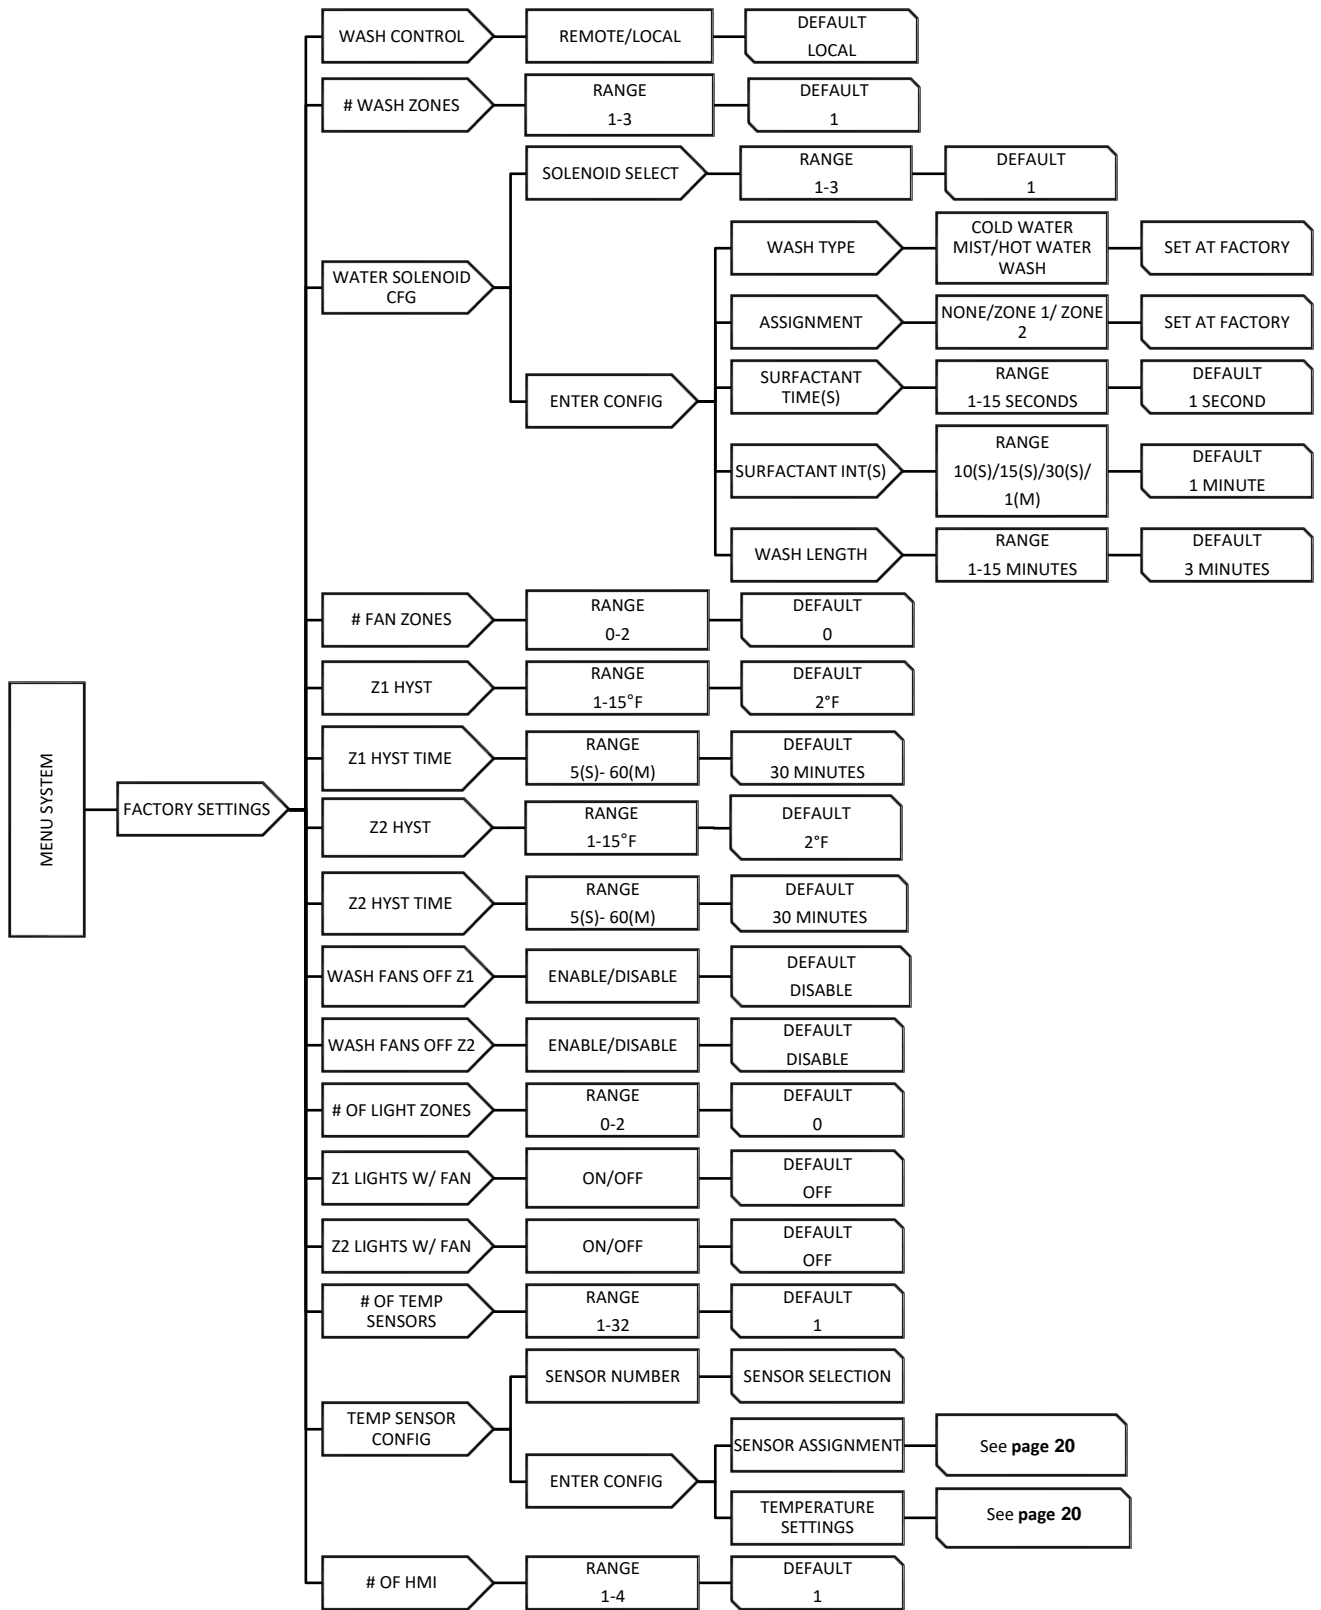 WASH CONTROL
REMOTE/LOCAL
DEFAULT
LOCAL
# WASH ZONES
RANGE
1-3
DEFAULT
1
SOLENOID SELECT
RANGE
1-3
DEFAULT
1
WATER SOLENOID
CFG
WASH TYPE
COLD WATER
MIST/HOT WATER
WASH
SET AT FACTORY
ASSIGNMENT
NONE/ZONE 1/ ZONE
2
SET AT FACTORY
ENTER CONFIG
SURFACTANT
TIME(S)
RANGE
1-15 SECONDS
DEFAULT
1 SECOND
SURFACTANT INT(S)
RANGE
10(S)/15(S)/30(S)/
1(M)
DEFAULT
1 MINUTE
WASH LENGTH
RANGE
1-15 MINUTES
DEFAULT
3 MINUTES
# FAN ZONES
RANGE
0-2
DEFAULT
0
Z1 HYST
RANGE
1-15°F
DEFAULT
2°F
Z1 HYST TIME
RANGE
5(S)- 60(M)
DEFAULT
30 MINUTES
MENU SYSTEM
FACTORY SETTINGS
Z2 HYST
RANGE
1-15°F
DEFAULT
2°F
Z2 HYST TIME
RANGE
5(S)- 60(M)
DEFAULT
30 MINUTES
WASH FANS OFF Z1
ENABLE/DISABLE
DEFAULT
DISABLE
WASH FANS OFF Z2
ENABLE/DISABLE
DEFAULT
DISABLE
# OF LIGHT ZONES
RANGE
0-2
DEFAULT
0
Z1 LIGHTS W/ FAN
ON/OFF
DEFAULT
OFF
Z2 LIGHTS W/ FAN
ON/OFF
DEFAULT
OFF
# OF TEMP
SENSORS
RANGE
1-32
DEFAULT
1
SENSOR NUMBER
SENSOR SELECTION
TEMP SENSOR
CONFIG
ENTER CONFIG
SENSOR ASSIGNMENT
See page 20
TEMPERATURE
SETTINGS
See page 20
# OF HMI
RANGE
1-4
DEFAULT
1